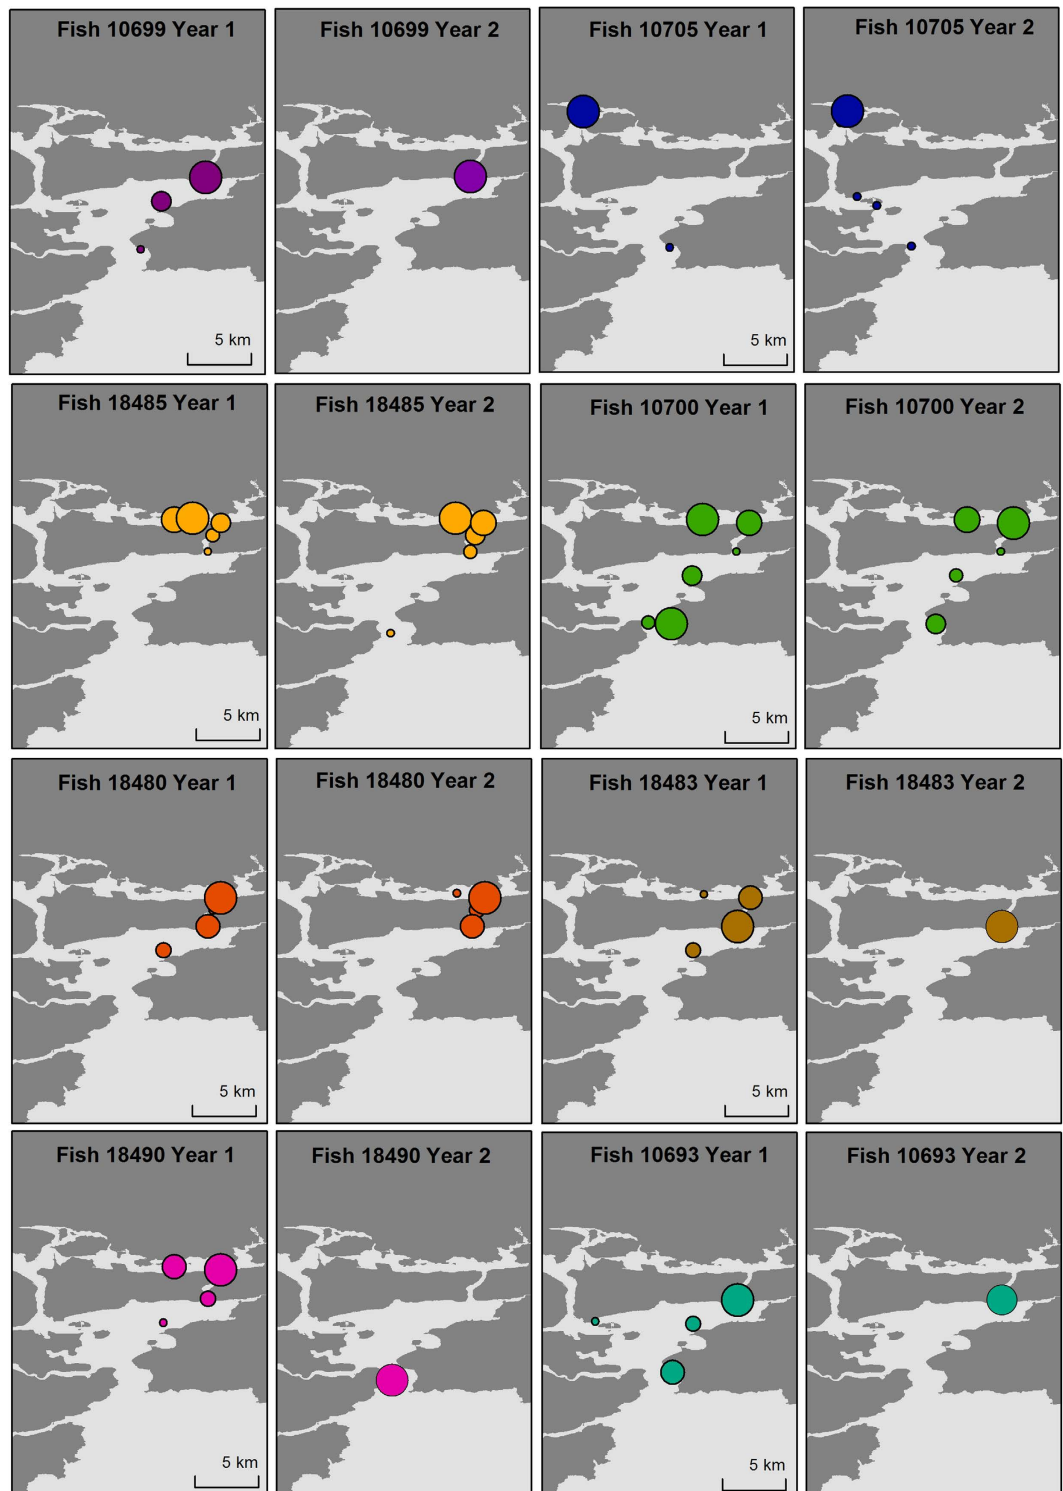 Fish 10699 Year 1
Fish 10699 Year 2
Fish 10705 Year 1
Fish 10705 Year 2
5 km
5 km
Fish 18485 Year 1
Fish 18485 Year 2
Fish 10700 Year 1
Fish 10700 Year 2
5 km
5 km
Fish 18480 Year 1
Fish 18480 Year 2
Fish 18483 Year 1
Fish 18483 Year 2
5 km
5 km
Fish 18490 Year 1
Fish 18490 Year 2
Fish 10693 Year 1
Fish 10693 Year 2
5 km
5 km